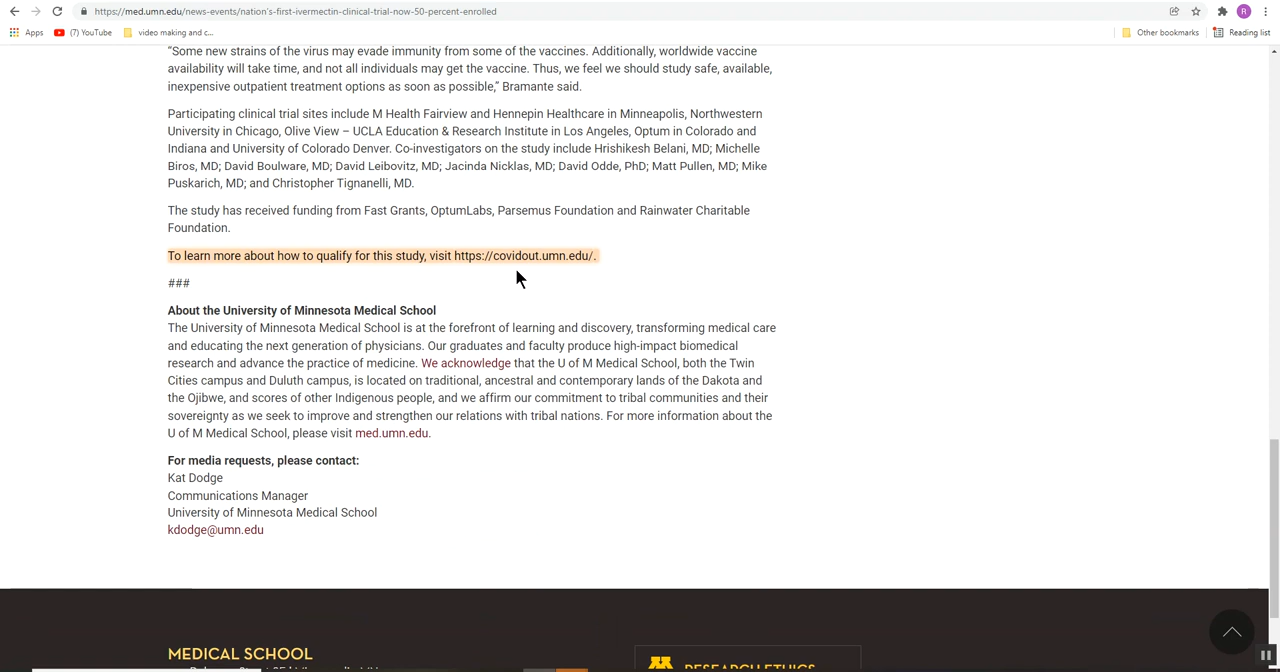 https://med.umn.edu/news-events/nation's-first-ivermectin-clinical-trial-now-50-percent-enrolled
R
Apps
(7) YouTube
video making and c...
Other bookmarks
Reading list
"Some new strains of the virus may evade immunity from some of the vaccines. Additionally, worldwide vaccine
availability will take time, and not all individuals may get the vaccine. Thus, we feel we should study safe, available,
inexpensive outpatient treatment options as soon as possible," Bramante said.
Participating clinical trial sites include M Health Fairview and Hennepin Healthcare in Minneapolis, Northwestern
University in Chicago, Olive View – UCLA Education & Research Institute in Los Angeles, Optum in Colorado and
Indiana and University of Colorado Denver. Co-investigators on the study include Hrishikesh Belani, MD; Michelle
Biros, MD; David Boulware, MD; David Leibovitz, MD; Jacinda Nicklas, MD; David Odde, PhD; Matt Pullen, MD; Mike
Puskarich, MD; and Christopher Tignanelli, MD.
The study has received funding from Fast Grants, OptumLabs, Parsemus Foundation and Rainwater Charitable
Foundation.
To learn more about how to qualify for this study, visit https://covidout.umn.edu/.
###
About the University of Minnesota Medical School
The University of Minnesota Medical School is at the forefront of learning and discovery, transforming medical care
and educating the next generation of physicians. Our graduates and faculty produce high-impact biomedical
research and advance the practice of medicine. We acknowledge that the U of M Medical School, both the Twin
Cities campus and Duluth campus, is located on traditional, ancestral and contemporary lands of the Dakota and
the Ojibwe, and scores of other Indigenous people, and we affirm our commitment to tribal communities and their
sovereignty as we seek to improve and strengthen our relations with tribal nations. For more information about the
U of M Medical School, please visit med.umn.edu.
For media requests, please contact:
Kat Dodge
Communications Manager
University of Minnesota Medical School
kdodge@umn.edu
MEDICAL SCHOOL
RESEARCH ETHICS